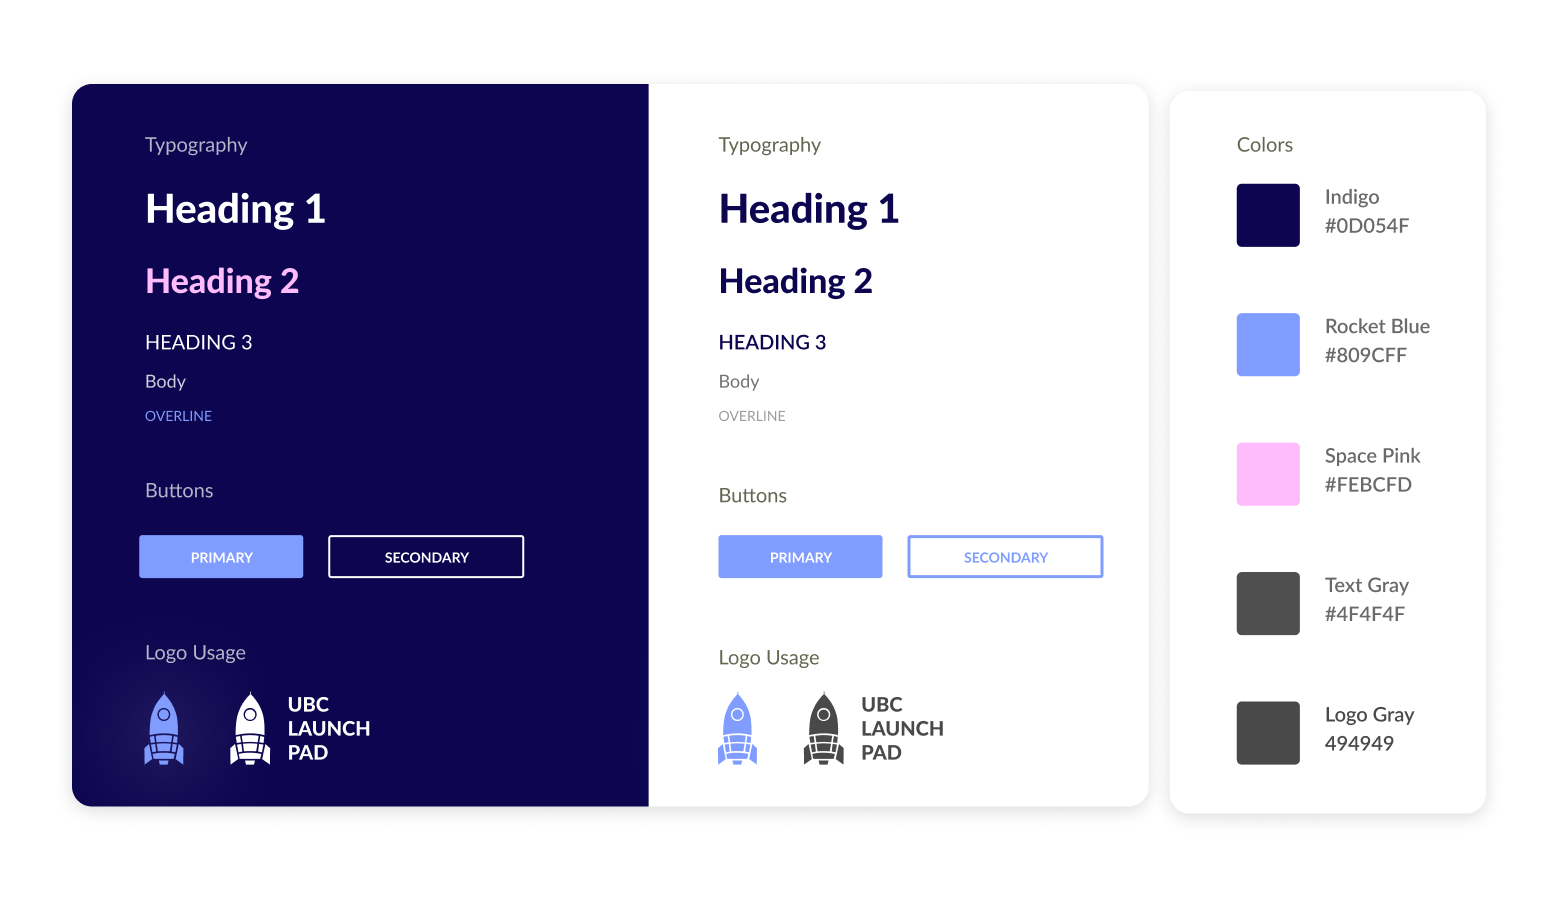 Typography
Heading 1
Heading 2
HEADING 3
Body
OVERLINE
Buttons
PRIMARY
SECONDARY
Logo Usage
UBC
LAUNCH
PAD
Typography
Heading 1
Heading 2
HEADING 3
Body
OVERLINE
Buttons
PRIMARY
SECONDARY
Logo Usage
UBC
LAUNCH
PAD
Colors
Indigo
#0D054F
Rocket Blue
#809CFF
Space Pink
#FEBCFD
Text Gray
#4F4F4F
Logo Gray
494949